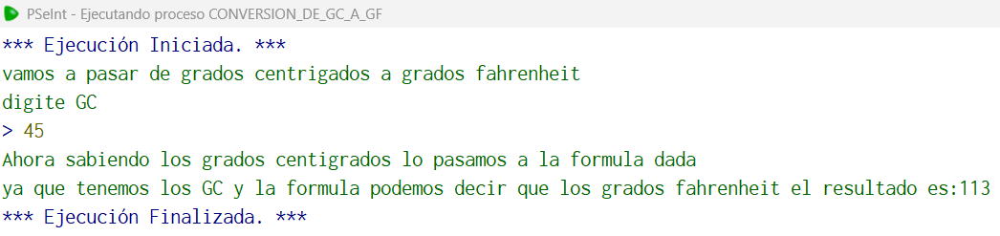 PSeInt - Ejecutando proceso CONVERSION_DE_GC_A_GF
*** Ejecución Iniciada. ***
vamos a pasar de grados centrigados a grados fahrenheit
digite GC
> 45
Ahora sabiendo los grados centigrados lo pasamos a la formula dada
ya que tenemos los GC y la formula podemos decir que los grados fahrenheit el resultado es:113
*** Ejecución Finalizada. ***